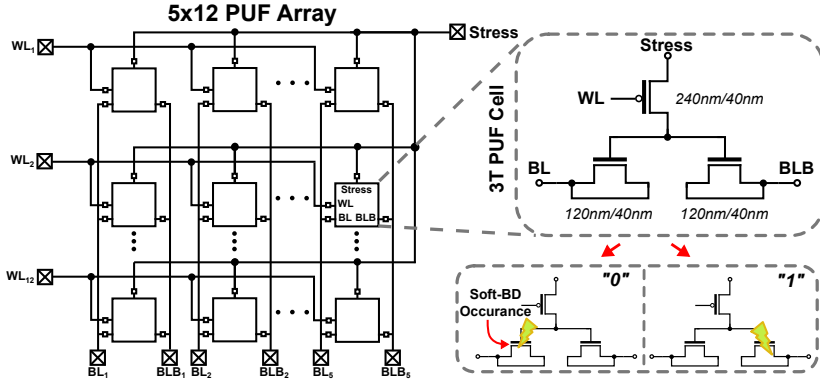 5x12 PUF Array
WL1
Stress
WL2
Stress
WL
BL BLB
WL12
BL1 BLB1 BL2 BLB2 BL5 BLB5
3T PUF Cell
Stress
WL
240nm/40nm
BL
BLB
120nm/40nm 120nm/40nm
"0"
"1"
Soft-BD
Occurance